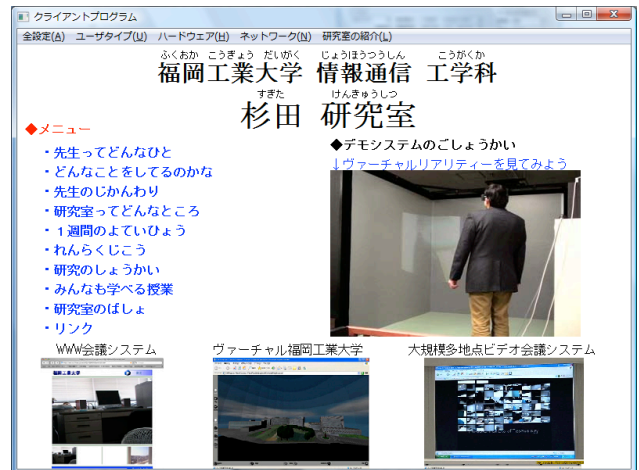 クライアントプログラム
全設定(A) ユーザタイプ(U) ハードウェア(H) ネットワーク(N) 研究室の紹介(L)
ふくおか こうぎょう だいがく じょうほうつうしん こうがくか
福岡工業大学 情報通信 工学科
すぎた けんきゅうしつ
杉田 研究室
◆メニュー
・先生ってどんなひと
・どんなことをしてるのかな
・先生のじかんわり
・研究室ってどんなところ
・1週間のよていひょう
・れんらくじこう
・研究のしょうかい
・みんなも学べる授業
・研究室のばしょ
・リンク
◆デモシステムのごしょうかい
↓ヴァーチャルリアリティーを見てみよう
WWW会議システム
ヴァーチャル福岡工業大学
大規模多地点ビデオ会議システム
福岡工業大学